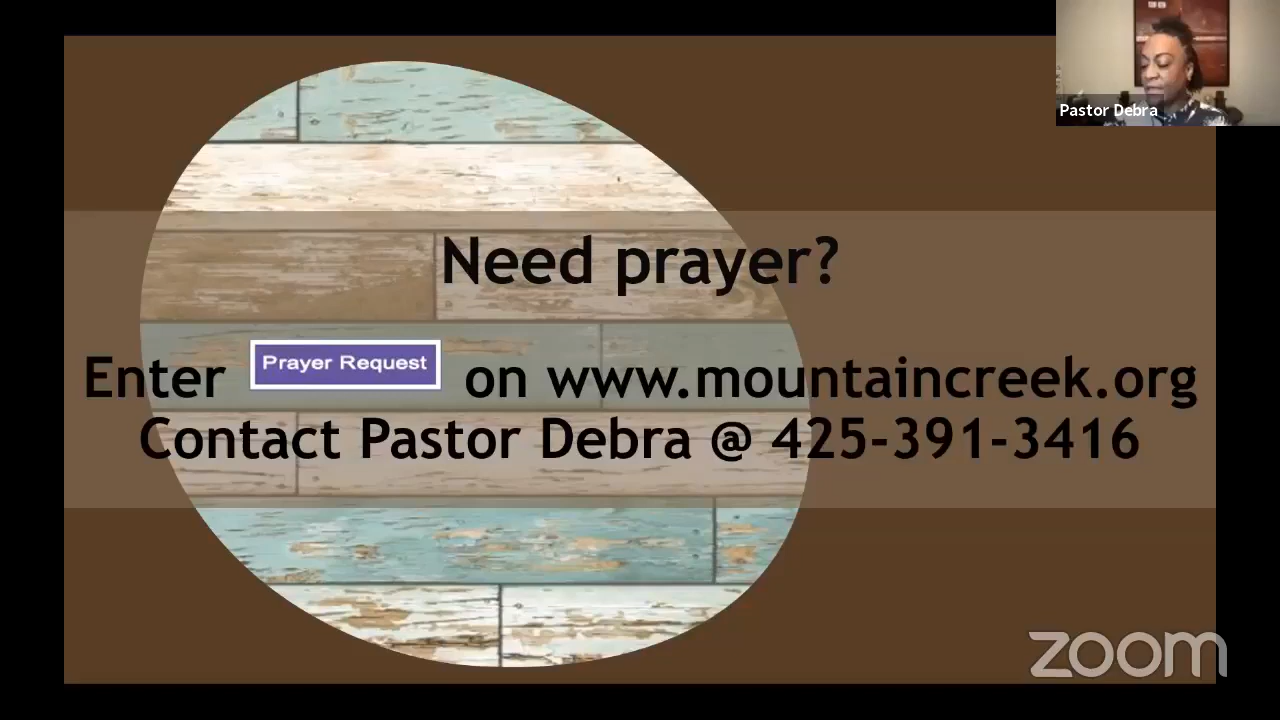 Pastor Debra
Need prayer?
Enter Prayer Request on www.mountaincreek.org
Contact Pastor Debra @ 425-391-3416
zoom